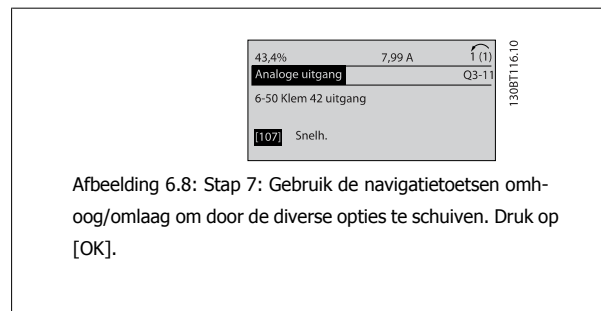 43,4% 7,99 A 1 (1)
Analoge uitgang Q3-11
6-50 Klem 42 uitgang
[107] Snelh.
130BT116.10
Afbeelding 6.8: Stap 7: Gebruik de navigatietoetsen omh-
oog/omlaag om door de diverse opties te schuiven. Druk op
[OK].